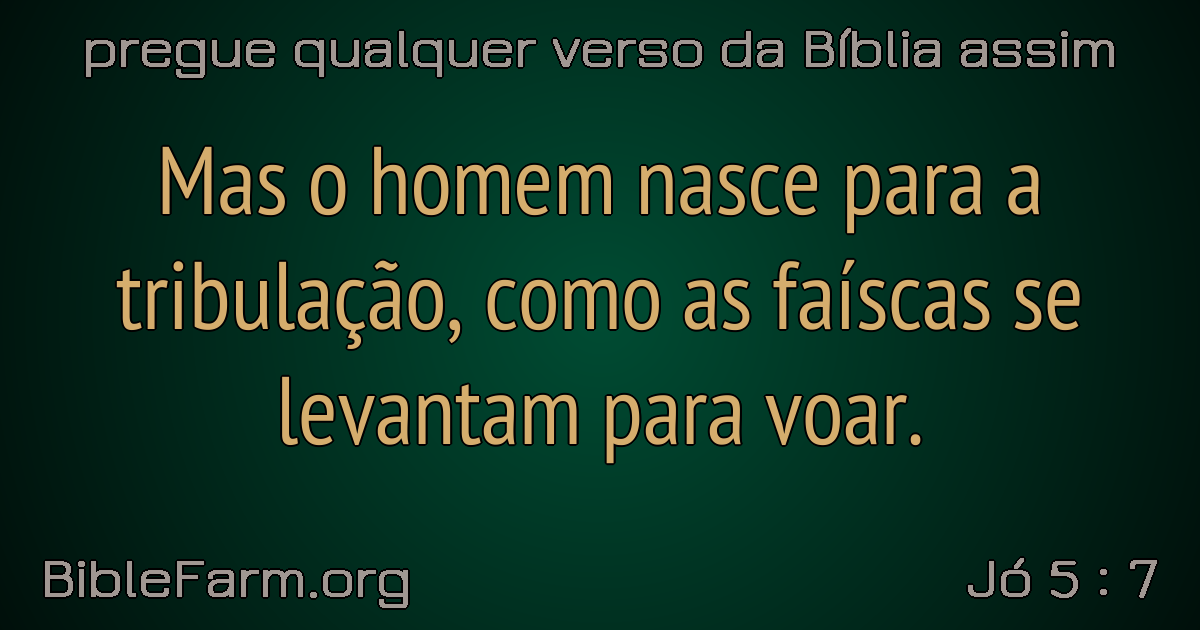 pregue qualquer verso da Bíblia assim
Mas o homem nasce para a
tribulação, como as faíscas se
levantam para voar.
BibleFarm.org
Jó 5 : 7